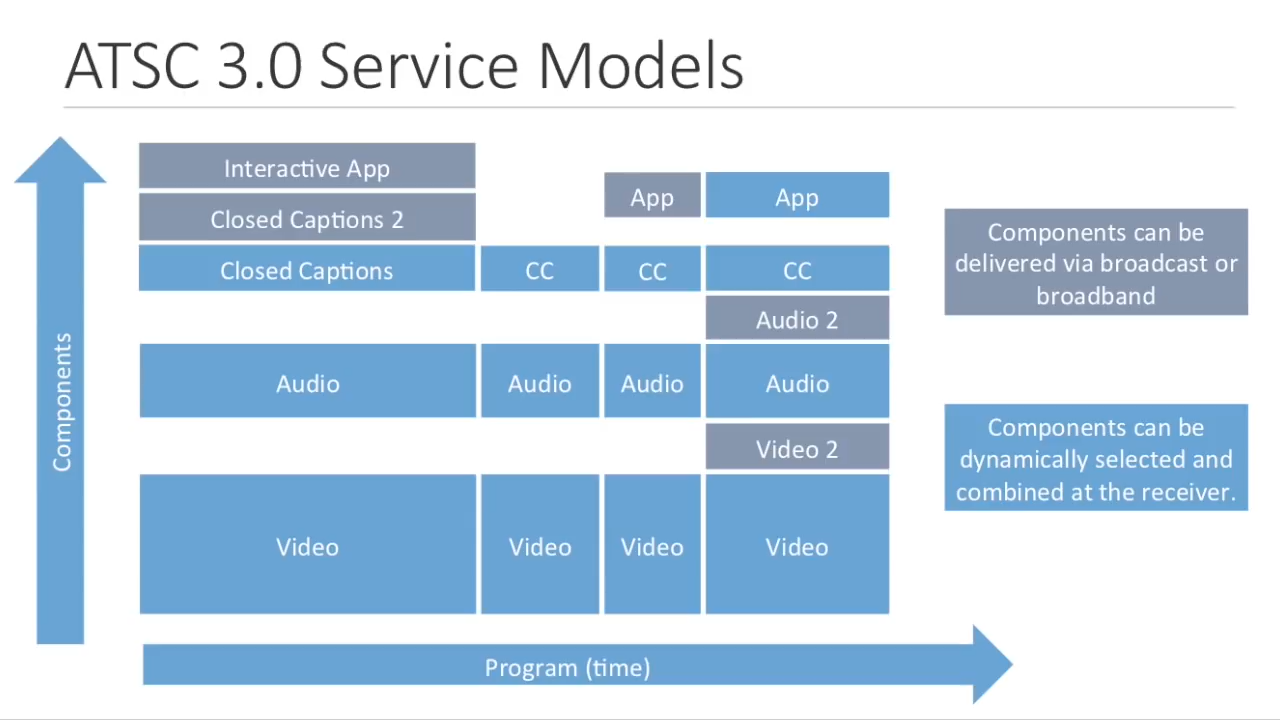 ATSC 3.0 Service Models
Components
Interactive App
Closed Captions 2
Closed Captions
Audio
Video
CC
Audio
Video
App
CC
Audio
Video
App
CC
Audio 2
Audio
Video 2
Video
Components can be
delivered via broadcast or
broadband
Components can be
dynamically selected and
combined at the receiver.
Program (time)